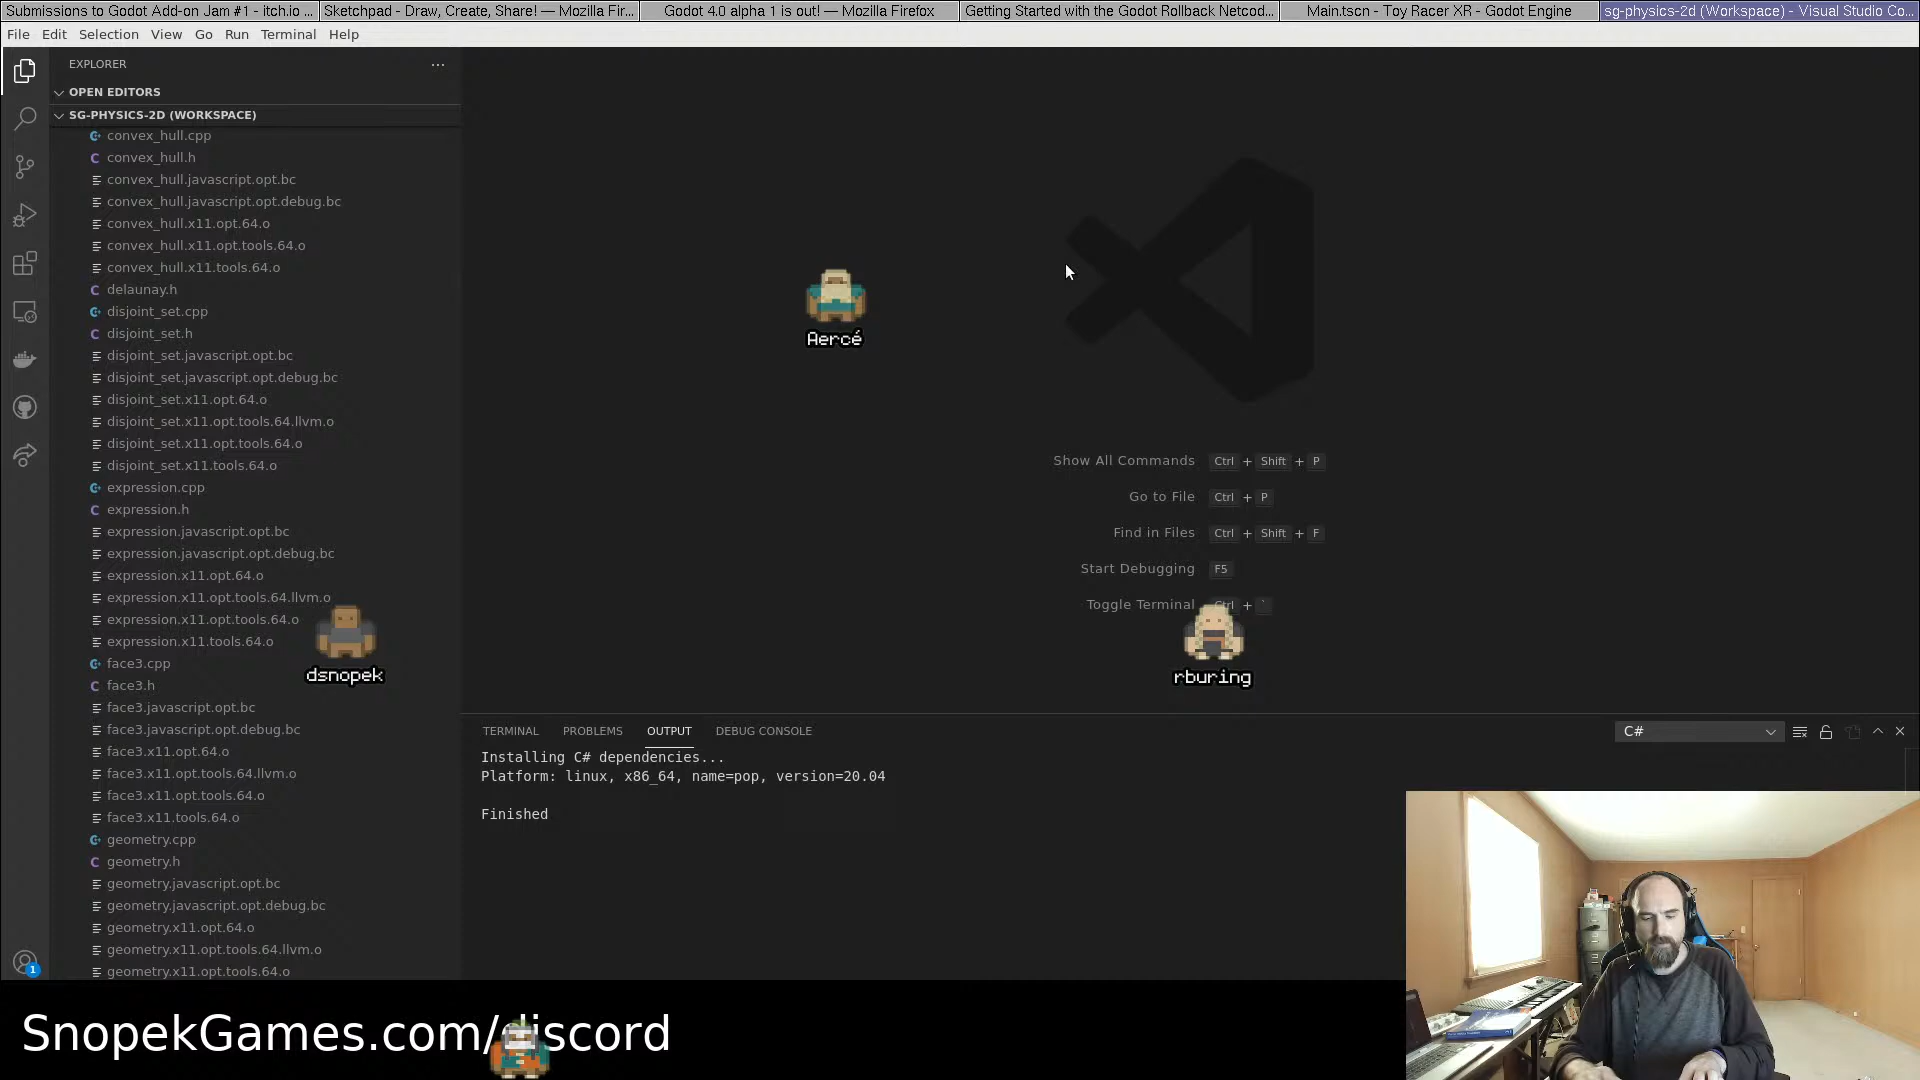 Submissions to Godot Add-on Jam #1 - itch.io ...
Sketchpad - Draw, Create, Share! — Mozilla Fir...
Godot 4.0 alpha 1 is out! — Mozilla Firefox
Getting Started with the Godot Rollback Netcod...
Main.tscn - Toy Racer XR - Godot Engine
sg-physics-2d (Workspace) - Visual Studio Co...
File Edit Selection View Go Run Terminal Help
EXPLORER ...
OPEN EDITORS
SG-PHYSICS-2D (WORKSPACE)
convex_hull.cpp
C convex_hull.h
convex_hull.javascript.opt.bc
convex_hull.javascript.opt.debug.bc
convex_hull.x11.opt.64.o
convex_hull.x11.opt.tools.64.o
convex_hull.x11.tools.64.o
C delaunay.h
disjoint_set.cpp
C disjoint_set.h
disjoint_set.javascript.opt.bc
disjoint_set.javascript.opt.debug.bc
disjoint_set.x11.opt.64.o
disjoint_set.x11.opt.tools.64.llvm.o
disjoint_set.x11.opt.tools.64.o
disjoint_set.x11.tools.64.o
expression.cpp
C expression.h
expression.javascript.opt.bc
expression.javascript.opt.debug.bc
expression.x11.opt.64.o
expression.x11.opt.tools.64.llvm.o
expression.x11.opt.tools.64.o
expression.x11.tools.64.o
face3.cpp
C face3.h
face3.javascript.opt.bc
face3.javascript.opt.debug.bc
face3.x11.opt.64.o
face3.x11.opt.tools.64.llvm.o
face3.x11.opt.tools.64.o
face3.x11.tools.64.o
geometry.cpp
C geometry.h
geometry.javascript.opt.bc
geometry.javascript.opt.debug.bc
geometry.x11.opt.64.o
geometry.x11.opt.tools.64.llvm.o
geometry.x11.opt.tools.64.o
1
Aercé
dsnopek
rburing
Show All Commands Ctrl + Shift + P
Go to File Ctrl + P
Find in Files Ctrl + Shift + F
Start Debugging F5
Toggle Terminal Ctrl + `
TERMINAL PROBLEMS OUTPUT DEBUG CONSOLE C#
Installing C# dependencies...
Platform: linux, x86_64, name=pop, version=20.04
Finished
SnopekGames.com/discord